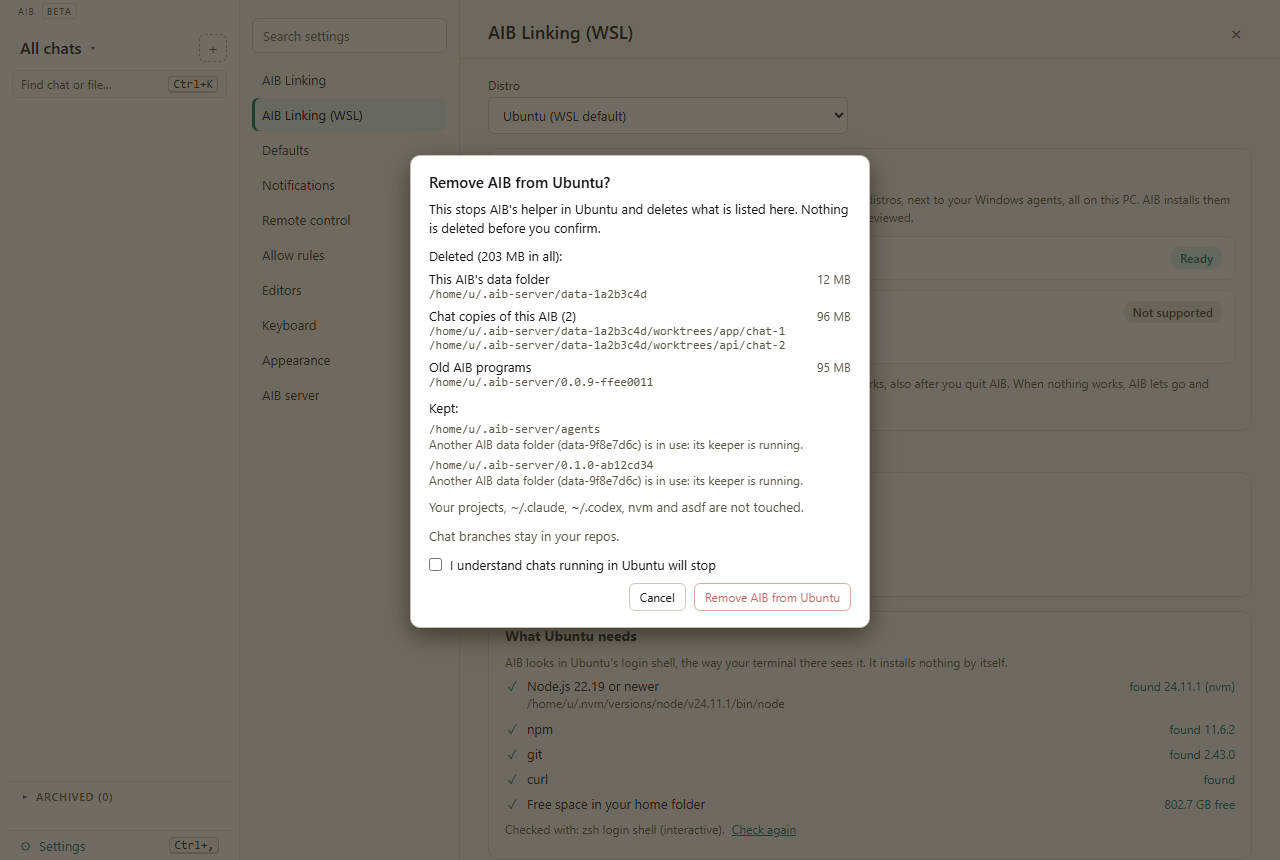 AIB BETA
All chats
+
Find chat or file... Ctrl+K
ARCHIVED (0)
Settings Ctrl+,
Search settings
AIB Linking
AIB Linking (WSL)
Defaults
Notifications
Remote control
Allow rules
Editors
Keyboard
Appearance
AIB server
AIB Linking (WSL)
Distro
Ubuntu (WSL default)
distros, next to your Windows agents, all on this PC. AIB installs them
eviewed.
Ready
Not supported
rks, also after you quit AIB. When nothing works, AIB lets go and
Remove AIB from Ubuntu?
This stops AIB's helper in Ubuntu and deletes what is listed here. Nothing
is deleted before you confirm.
Deleted (203 MB in all):
This AIB's data folder 12 MB
/home/u/.aib-server/data-1a2b3c4d
Chat copies of this AIB (2) 96 MB
/home/u/.aib-server/data-1a2b3c4d/worktrees/app/chat-1
/home/u/.aib-server/data-1a2b3c4d/worktrees/api/chat-2
Old AIB programs 95 MB
/home/u/.aib-server/0.0.9-ffee0011
Kept:
/home/u/.aib-server/agents
Another AIB data folder (data-9f8e7d6c) is in use: its keeper is running.
/home/u/.aib-server/0.1.0-ab12cd34
Another AIB data folder (data-9f8e7d6c) is in use: its keeper is running.
Your projects, ~/.claude, ~/.codex, nvm and asdf are not touched.
Chat branches stay in your repos.
I understand chats running in Ubuntu will stop
Cancel Remove AIB from Ubuntu
What Ubuntu needs
AIB looks in Ubuntu's login shell, the way your terminal there sees it. It installs nothing by itself.
✓ Node.js 22.19 or newer found 24.11.1 (nvm)
/home/u/.nvm/versions/node/v24.11.1/bin/node
✓ npm found 11.6.2
✓ git found 2.43.0
✓ curl found
✓ Free space in your home folder 802.7 GB free
Checked with: zsh login shell (interactive). Check again